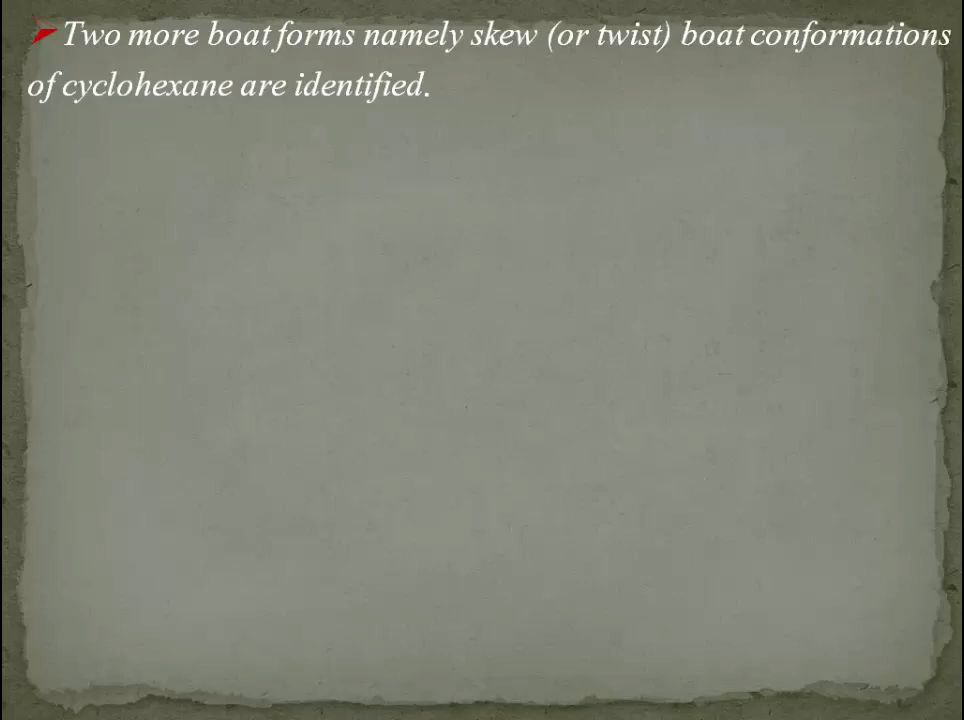 Two more boat forms namely skew (or twist) boat conformations
of cyclohexane are identified.